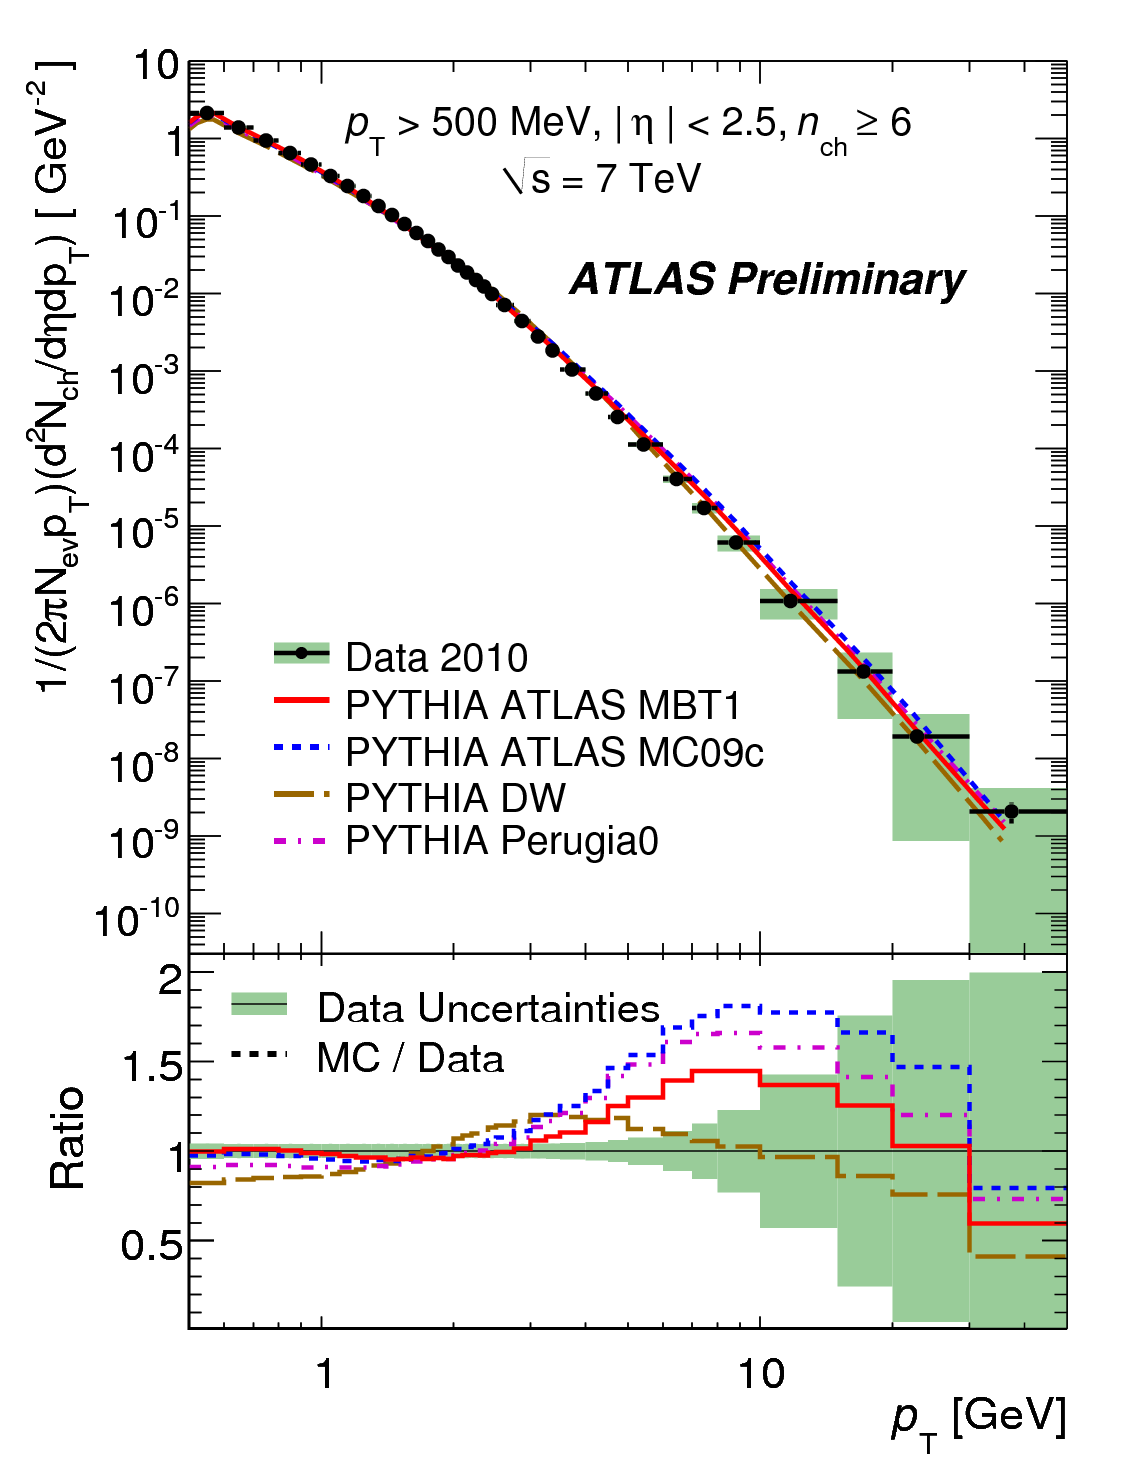 10
1
10⁻¹
10⁻²
10⁻³
10⁻⁴
10⁻⁵
10⁻⁶
10⁻⁷
10⁻⁸
10⁻⁹
10⁻¹⁰
1/(2πN_ev p_T)(d²N_ch/dηdp_T) [ GeV⁻² ]
p_T > 500 MeV, | η | < 2.5, n_ch ≥ 6
√s = 7 TeV
ATLAS Preliminary
Data 2010
PYTHIA ATLAS MBT1
PYTHIA ATLAS MC09c
PYTHIA DW
PYTHIA Perugia0
2
1.5
1
0.5
Ratio
Data Uncertainties
MC / Data
1
10
p_T [GeV]